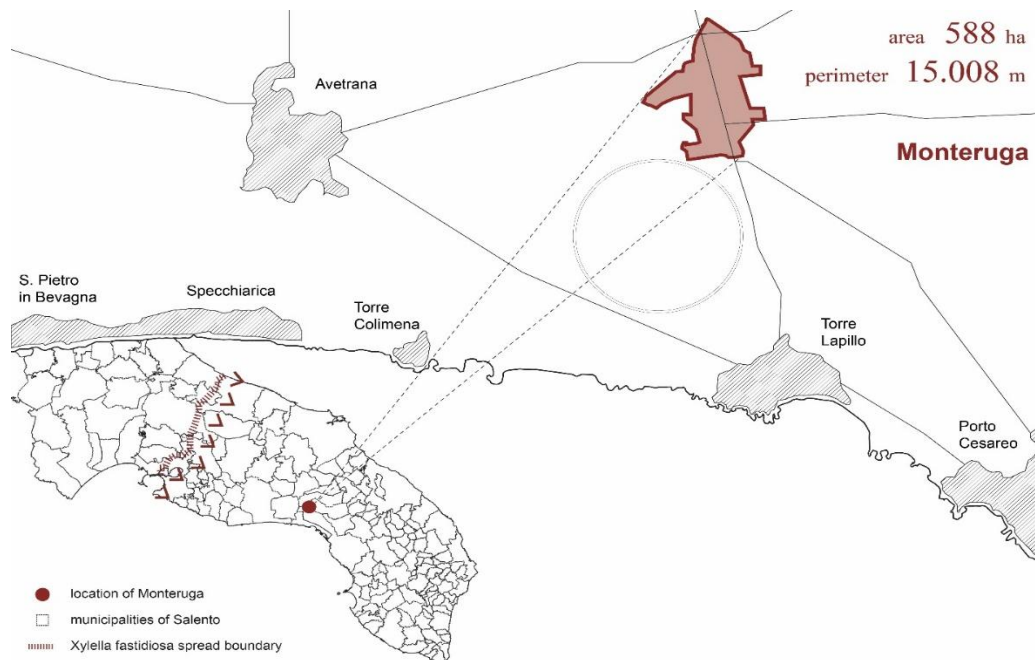 area 588 ha
perimeter 15.008 m
Monteruga
Avetrana
S. Pietro
in Bevagna
Specchiarica
Torre
Colimena
Torre
Lapillo
Porto
Cesareo
location of Monteruga
municipalities of Salento
Xylella fastidiosa spread boundary